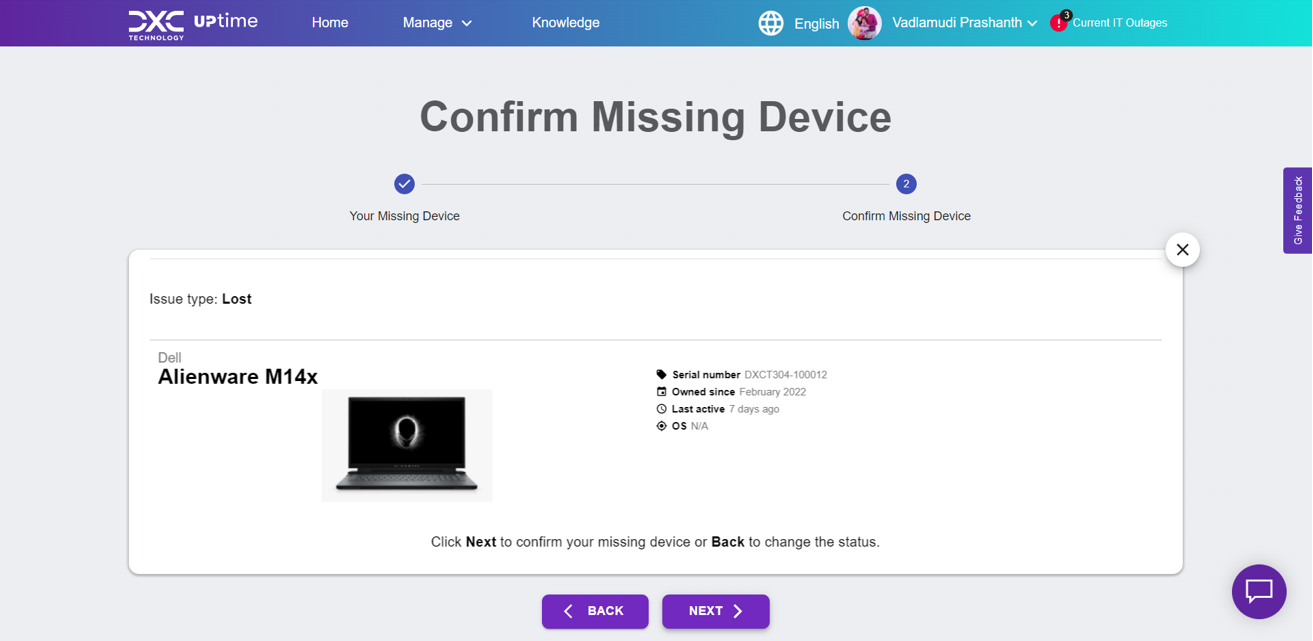 DXC TECHNOLOGY UPtime Home Manage Knowledge English Vadlamudi Prashanth ! 3 Current IT Outages
Confirm Missing Device
2
Your Missing Device Confirm Missing Device
Give Feedback
Issue type: Lost
Dell
Alienware M14x
Serial number DXCT304-100012
Owned since February 2022
Last active 7 days ago
OS N/A
Click Next to confirm your missing device or Back to change the status.
BACK NEXT